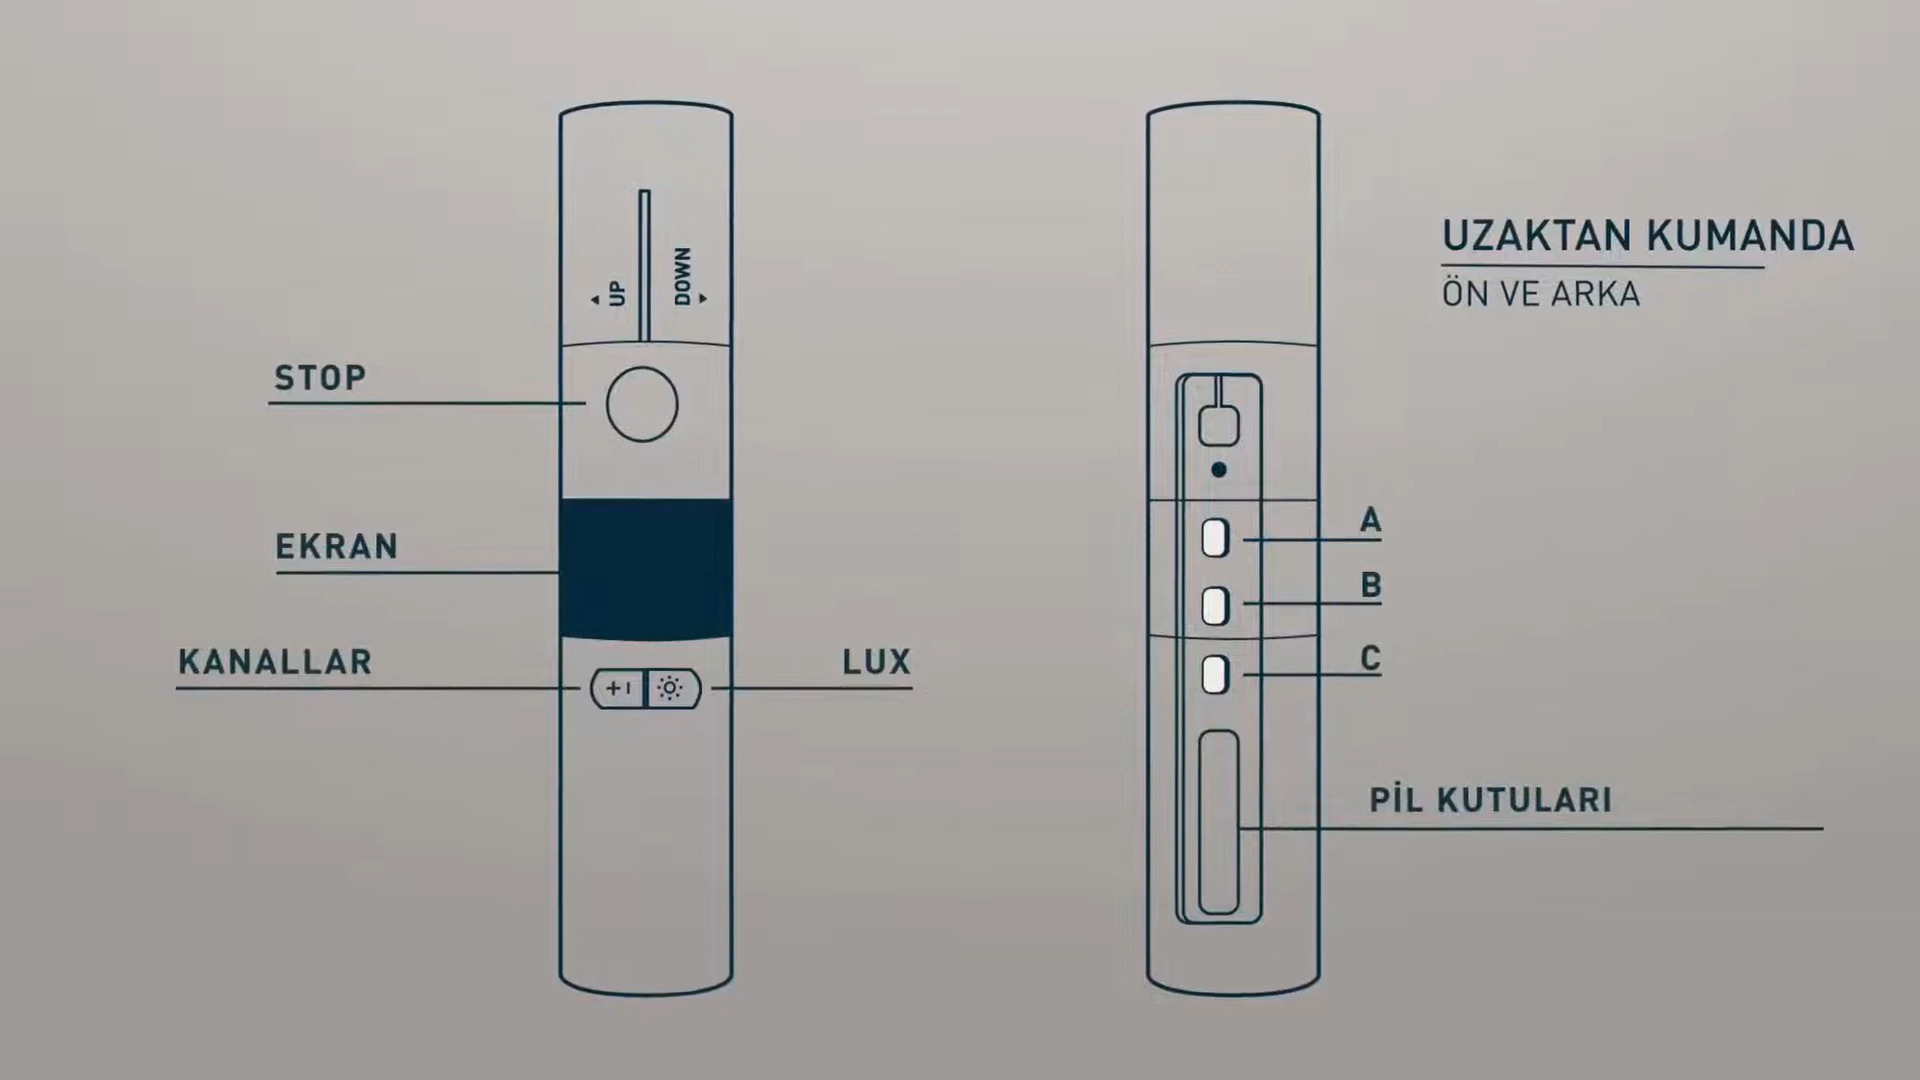 UZAKTAN KUMANDA
ÖN VE ARKA
UP
DOWN
STOP
EKRAN
KANALLAR
LUX
A
B
C
PİL KUTULARI